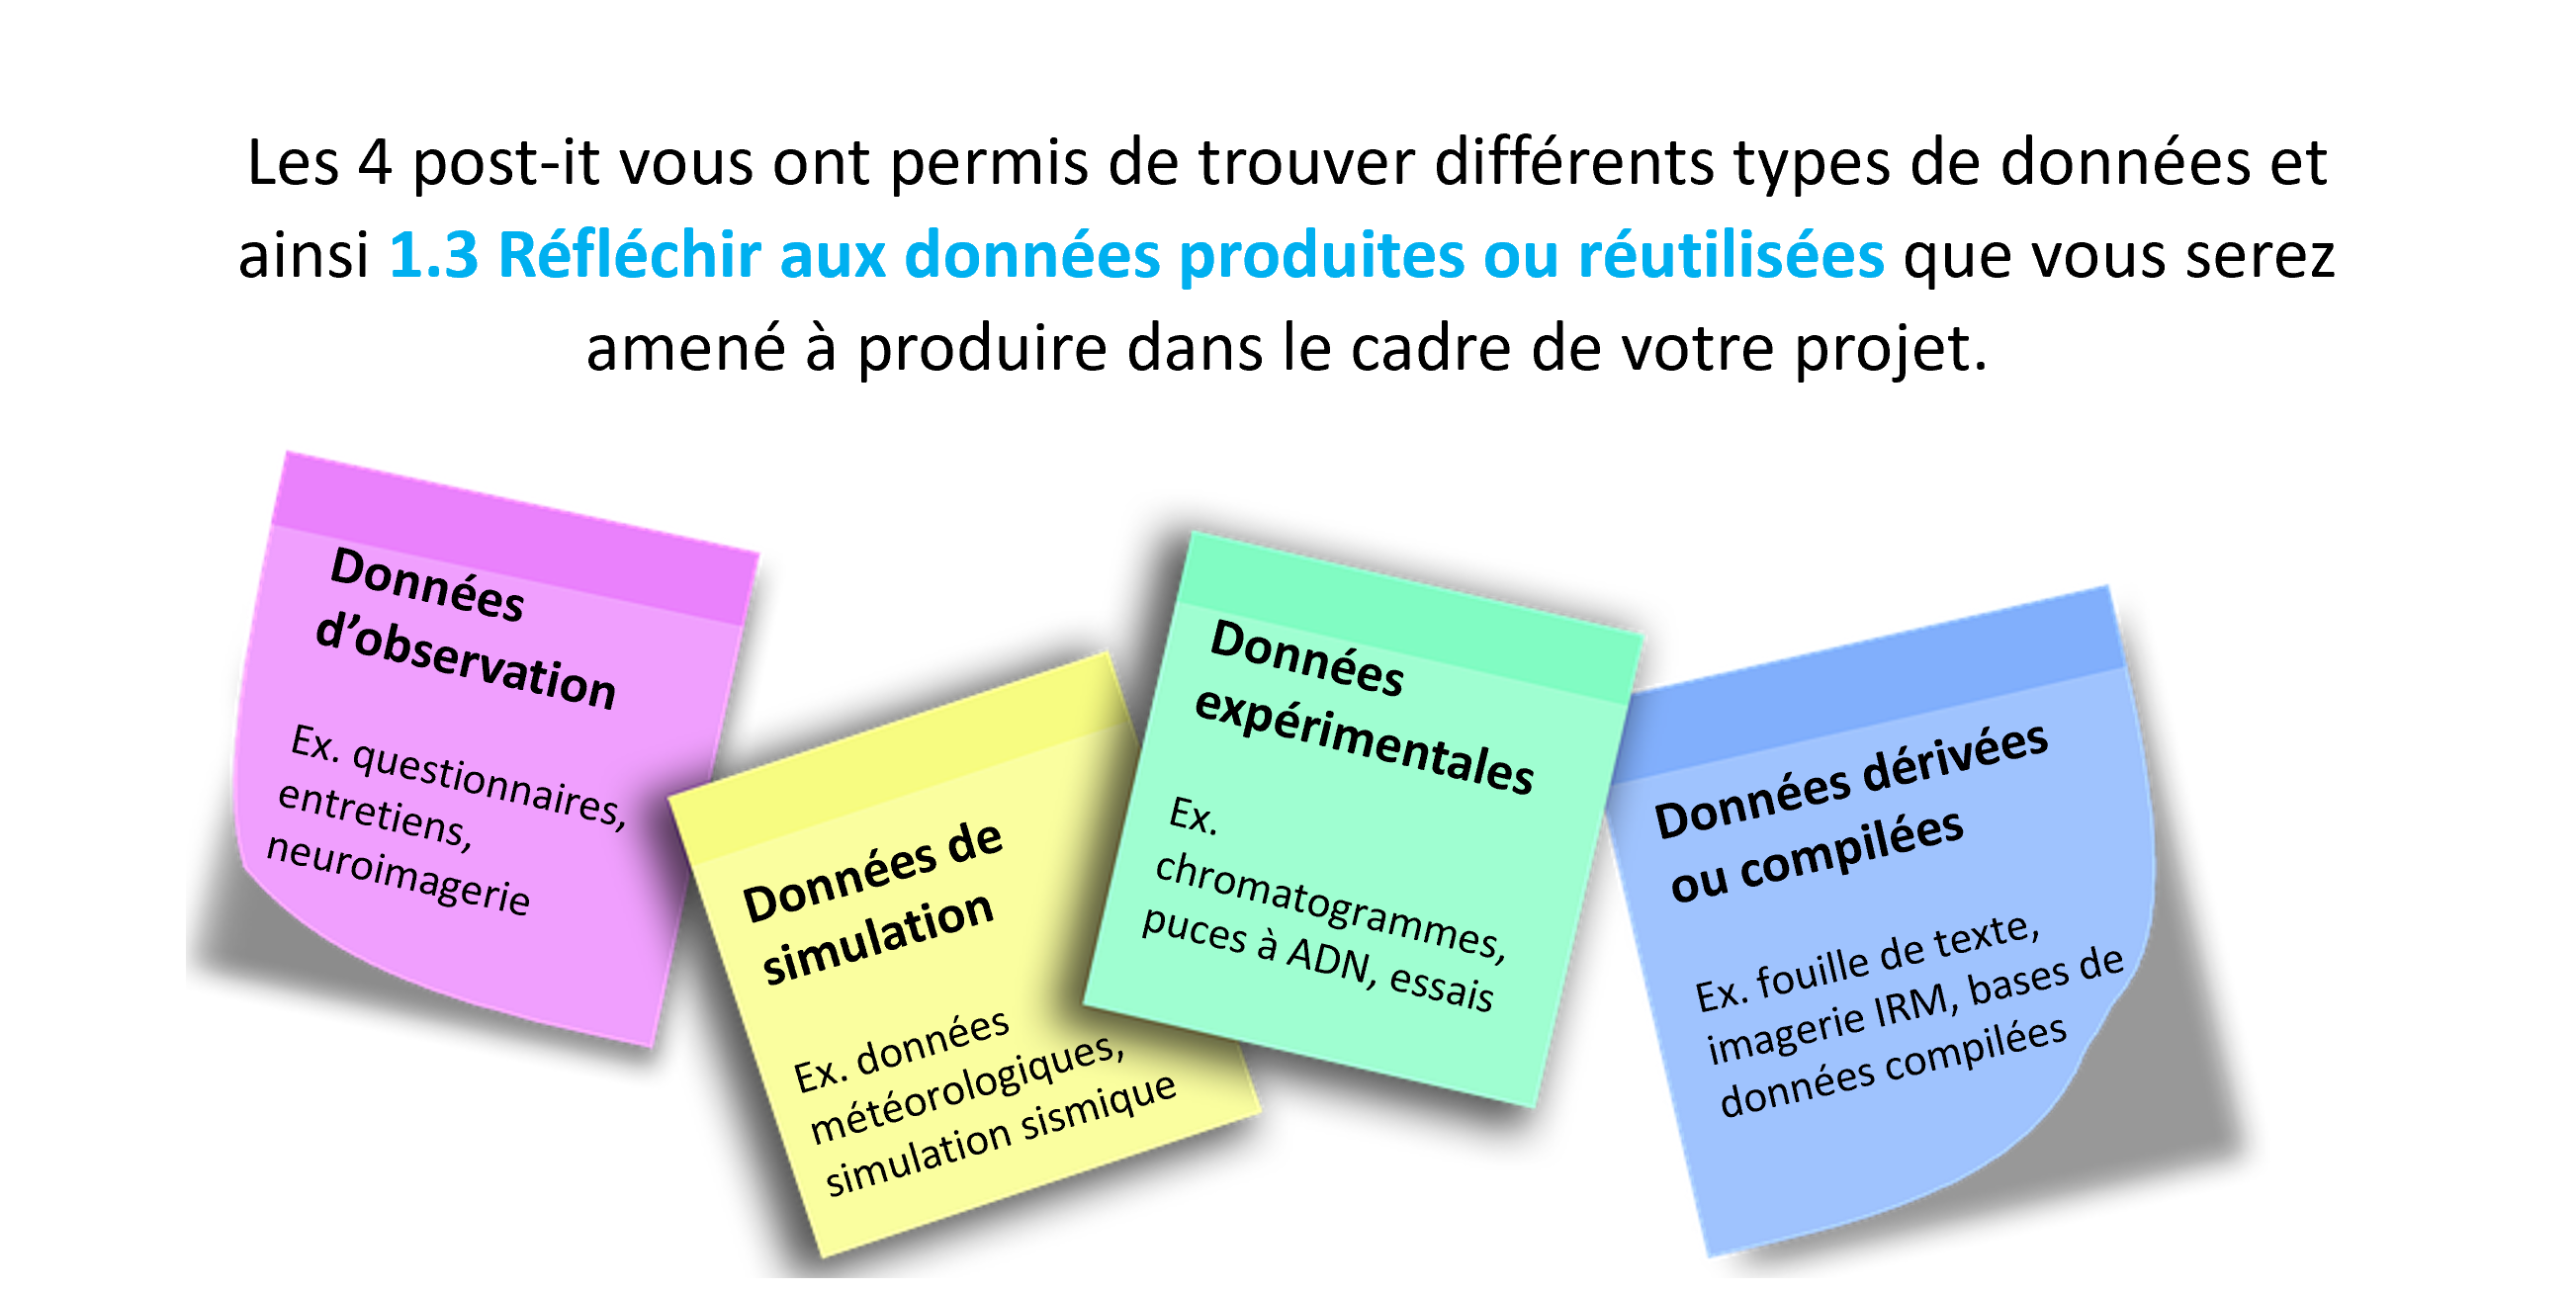 Les 4 post-it vous ont permis de trouver différents types de données et
ainsi 1.3 Réfléchir aux données produites ou réutilisées que vous serez
amené à produire dans le cadre de votre projet.
Données
d’observation
Ex. questionnaires,
entretiens,
neuroimagerie
Données de
simulation
Ex. données
météorologiques,
simulation sismique
Données
expérimentales
Ex.
chromatogrammes,
puces à ADN, essais
Données dérivées
ou compilées
Ex. fouille de texte,
imagerie IRM, bases de
données compilées